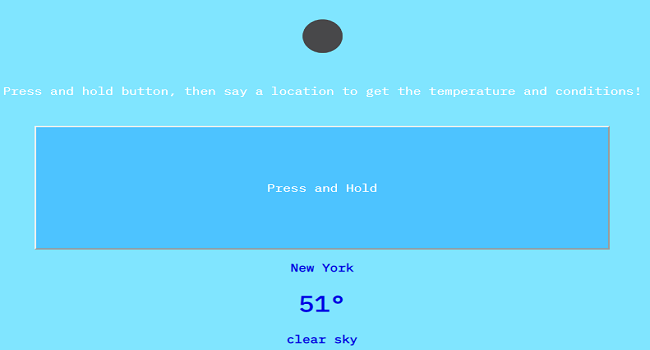 Press and hold button, then say a location to get the temperature and conditions!
Press and Hold
New York
51°
clear sky